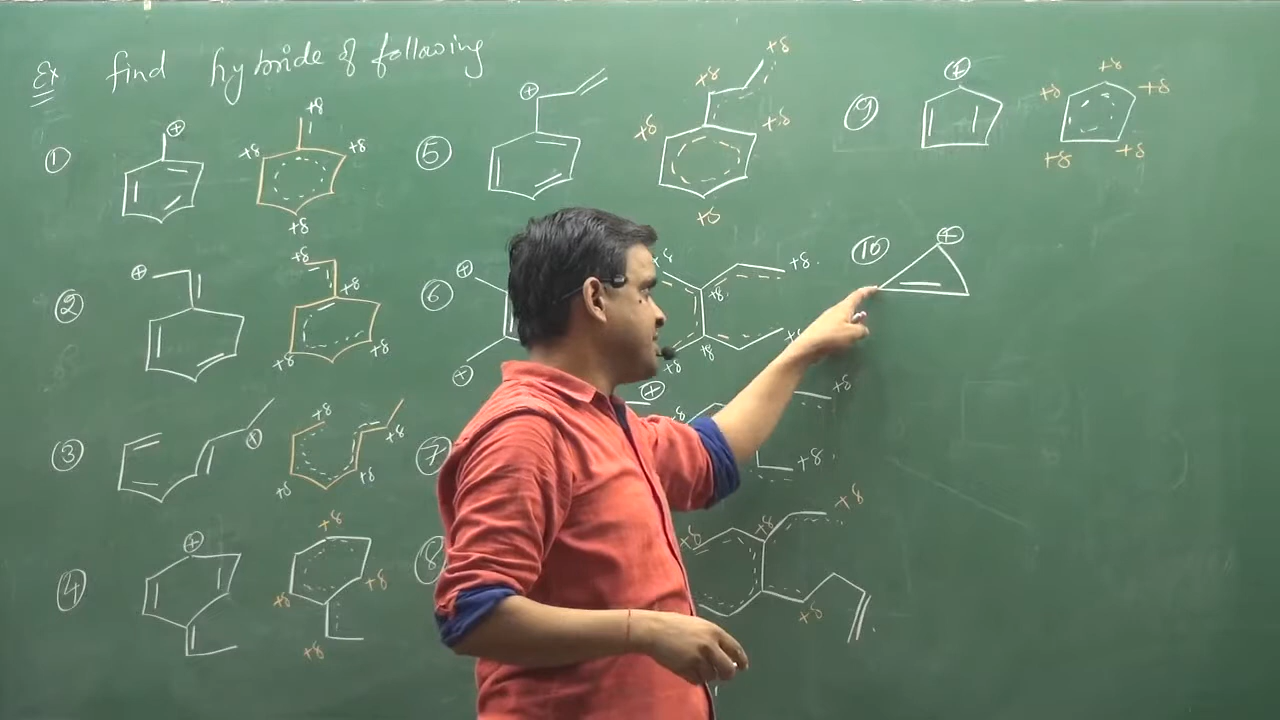 Ex find hybride of following
① ⊕ +δ +δ +δ +δ
② ⊕ +δ +δ +δ +δ
③ ⊕ +δ +δ +δ +δ
④ ⊕ +δ +δ +δ +δ
⑤ ⊕ +δ +δ +δ +δ +δ
⑥ ⊕ ⊕ +δ +δ +δ +δ +δ +δ
⑦ ⊕ +δ +δ +δ
⑧ +δ +δ +δ +δ
⑨ ⊕ +δ +δ +δ +δ +δ
⑩ ⊕